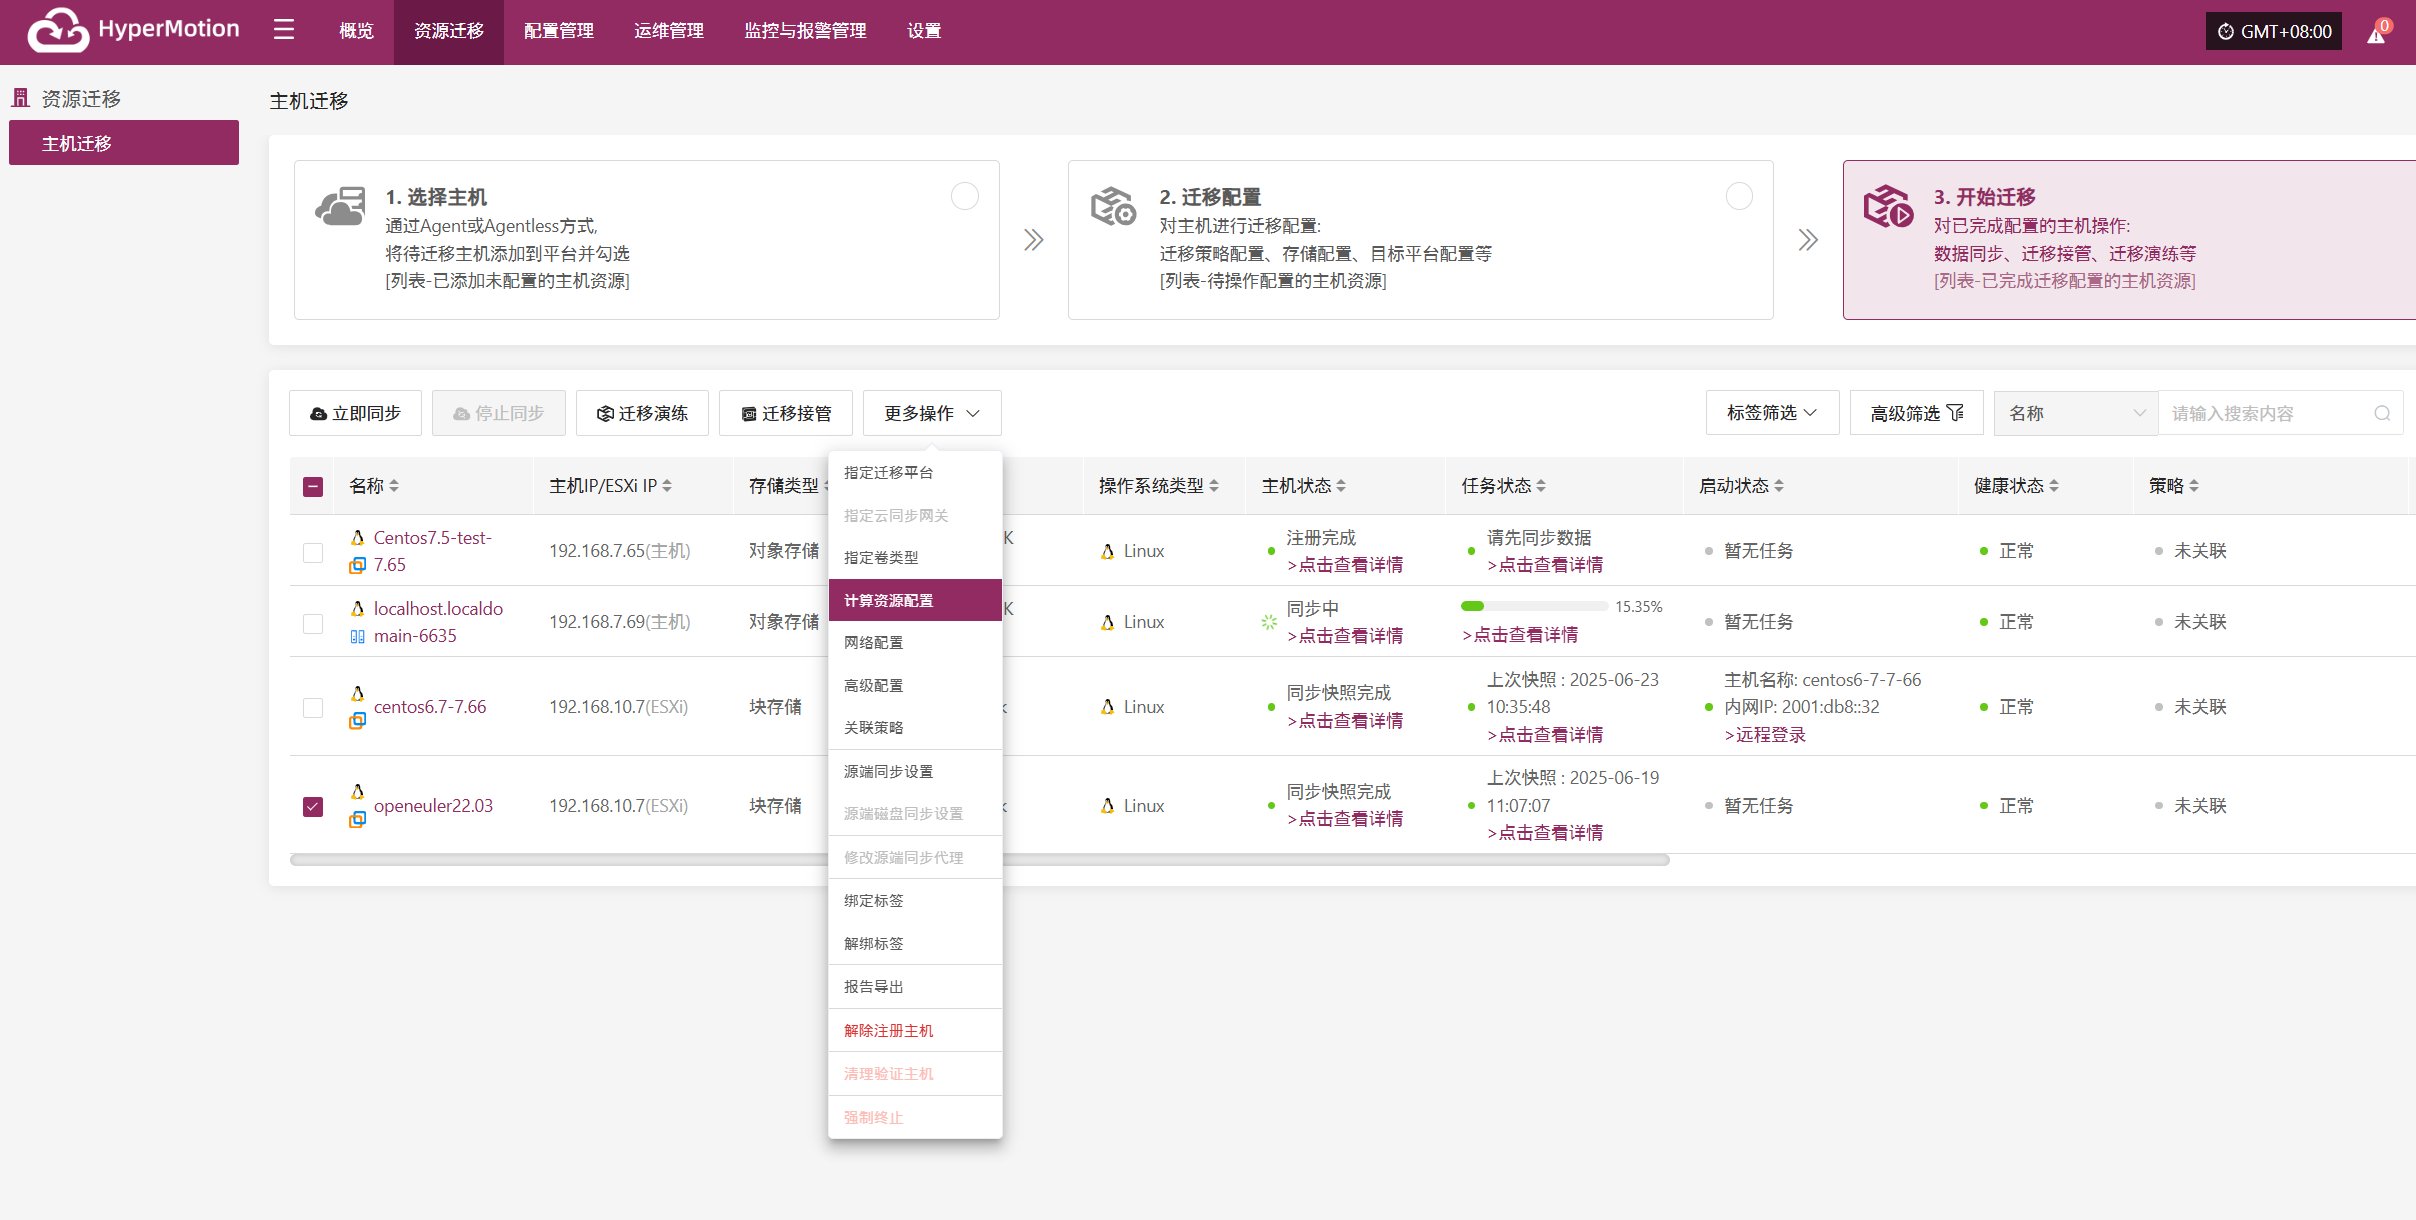 HyperMotion
概览
资源迁移
配置管理
运维管理
监控与报警管理
设置
GMT+08:00
0
资源迁移
主机迁移
主机迁移
1. 选择主机
通过Agent或Agentless方式,
将待迁移主机添加到平台并勾选
[列表-已添加未配置的主机资源]
2. 迁移配置
对主机进行迁移配置:
迁移策略配置、存储配置、目标平台配置等
[列表-待操作配置的主机资源]
3. 开始迁移
对已完成配置的主机操作:
数据同步、迁移接管、迁移演练等
[列表-已完成迁移配置的主机资源]
立即同步
停止同步
迁移演练
迁移接管
更多操作
标签筛选
高级筛选
名称
请输入搜索内容
名称
主机IP/ESXi IP
存储类型
操作系统类型
主机状态
任务状态
启动状态
健康状态
策略
Centos7.5-test-
7.65
192.168.7.65(主机)
对象存储
K
Linux
注册完成
>点击查看详情
请先同步数据
>点击查看详情
暂无任务
正常
未关联
localhost.localdo
main-6635
192.168.7.69(主机)
对象存储
K
Linux
同步中
>点击查看详情
15.35%
>点击查看详情
暂无任务
正常
未关联
centos6.7-7.66
192.168.10.7(ESXi)
块存储
Linux
同步快照完成
>点击查看详情
上次快照 : 2025-06-23
10:35:48
>点击查看详情
主机名称: centos6-7-7-66
内网IP: 2001:db8::32
>远程登录
正常
未关联
openeuler22.03
192.168.10.7(ESXi)
块存储
Linux
同步快照完成
>点击查看详情
上次快照 : 2025-06-19
11:07:07
>点击查看详情
暂无任务
正常
未关联
指定迁移平台
指定云同步网关
指定卷类型
计算资源配置
网络配置
高级配置
关联策略
源端同步设置
源端磁盘同步设置
修改源端同步代理
绑定标签
解绑标签
报告导出
解除注册主机
清理验证主机
强制终止